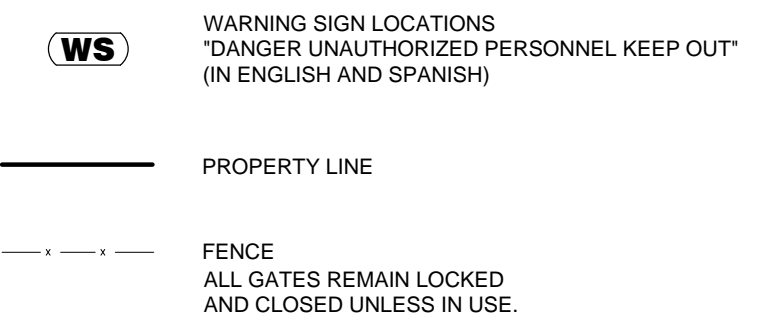 WS
WARNING SIGN LOCATIONS
"DANGER UNAUTHORIZED PERSONNEL KEEP OUT"
(IN ENGLISH AND SPANISH)
PROPERTY LINE
x x
FENCE
ALL GATES REMAIN LOCKED
AND CLOSED UNLESS IN USE.